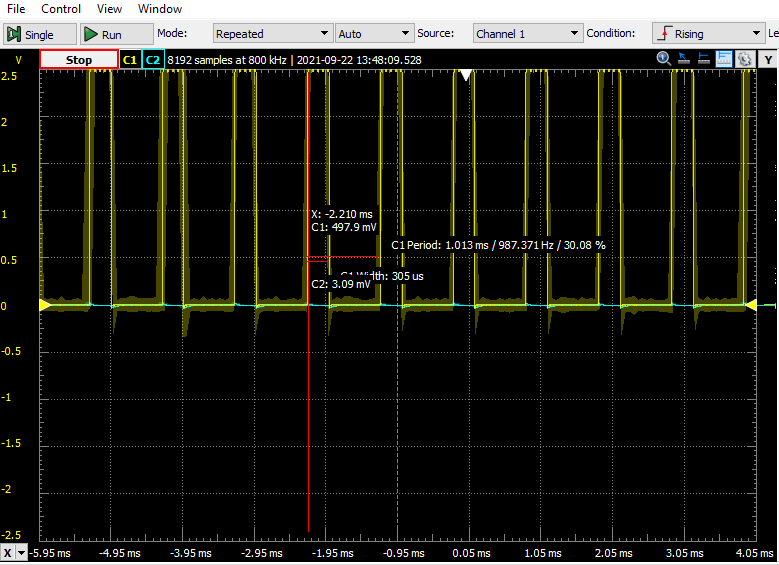 File Control View Window
Single Run Mode: Repeated Auto Source: Channel 1 Condition: Rising Le
V Stop C1 C2 8192 samples at 800 kHz | 2021-09-22 13:48:09.528 Y
2.5
2
1.5
X: -2.210 ms
C1: 497.9 mV
1
C1 Period: 1.013 ms / 987.371 Hz / 30.08 %
0.5
C1 Width: 305 us
C2: 3.09 mV
0
-0.5
-1
-1.5
-2
-2.5
X -5.95 ms -4.95 ms -3.95 ms -2.95 ms -1.95 ms -0.95 ms 0.05 ms 1.05 ms 2.05 ms 3.05 ms 4.05 ms